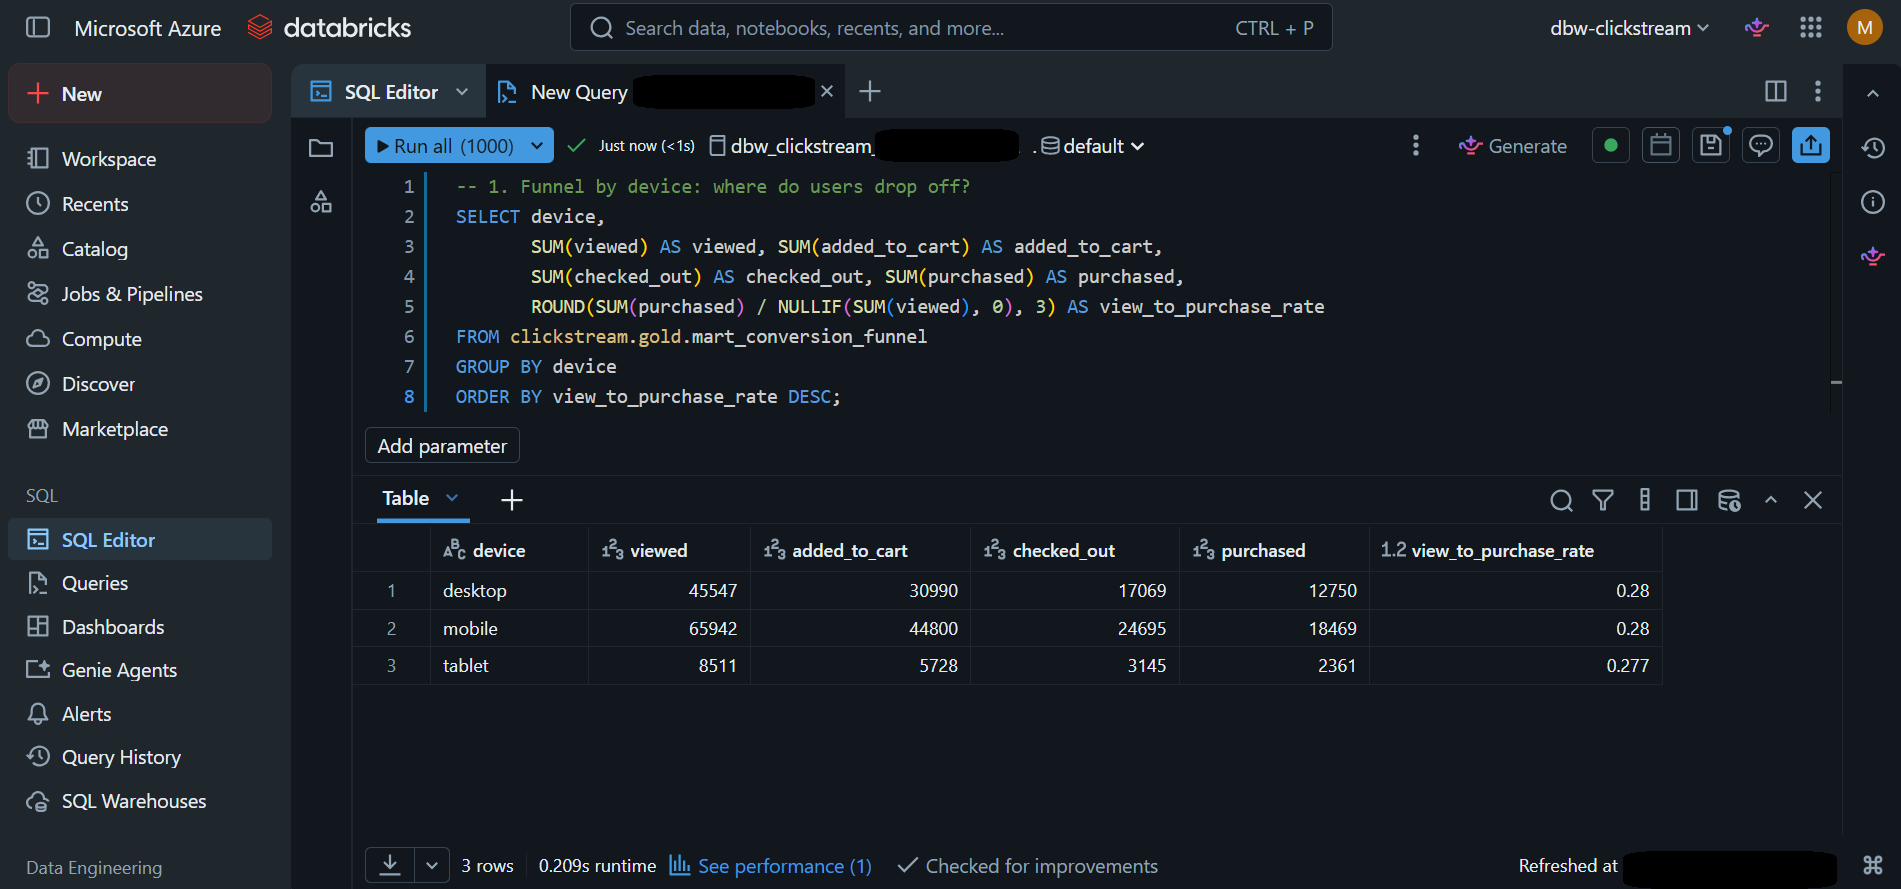 Microsoft Azure databricks
Search data, notebooks, recents, and more... CTRL + P
dbw-clickstream
M
New
Workspace
Recents
Catalog
Jobs & Pipelines
Compute
Discover
Marketplace
SQL
SQL Editor
Queries
Dashboards
Genie Agents
Alerts
Query History
SQL Warehouses
Data Engineering
SQL Editor
New Query
Run all (1000)
Just now (<1s)
dbw_clickstream_
. default
Generate
1 -- 1. Funnel by device: where do users drop off?
2 SELECT device,
3 SUM(viewed) AS viewed, SUM(added_to_cart) AS added_to_cart,
4 SUM(checked_out) AS checked_out, SUM(purchased) AS purchased,
5 ROUND(SUM(purchased) / NULLIF(SUM(viewed), 0), 3) AS view_to_purchase_rate
6 FROM clickstream.gold.mart_conversion_funnel
7 GROUP BY device
8 ORDER BY view_to_purchase_rate DESC;
Add parameter
Table
device viewed added_to_cart checked_out purchased 1.2 view_to_purchase_rate
1 desktop 45547 30990 17069 12750 0.28
2 mobile 65942 44800 24695 18469 0.28
3 tablet 8511 5728 3145 2361 0.277
3 rows 0.209s runtime See performance (1) Checked for improvements
Refreshed at